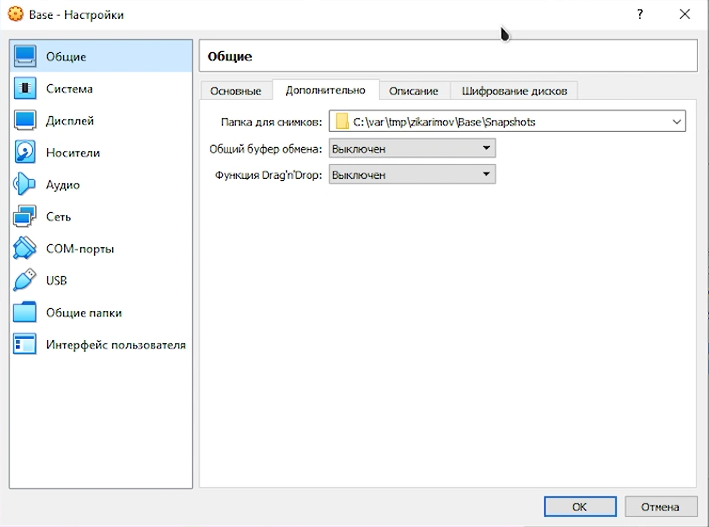 Base - Настройки ?
Общие
Система
Дисплей
Носители
Аудио
Сеть
COM-порты
USB
Общие папки
Интерфейс пользователя
Общие
Основные Дополнительно Описание Шифрование дисков
Папка для снимков: C:\var\tmp\zikarimov\Base\Snapshots
Общий буфер обмена: Выключен
Функция Drag'n'Drop: Выключен
OK Отмена